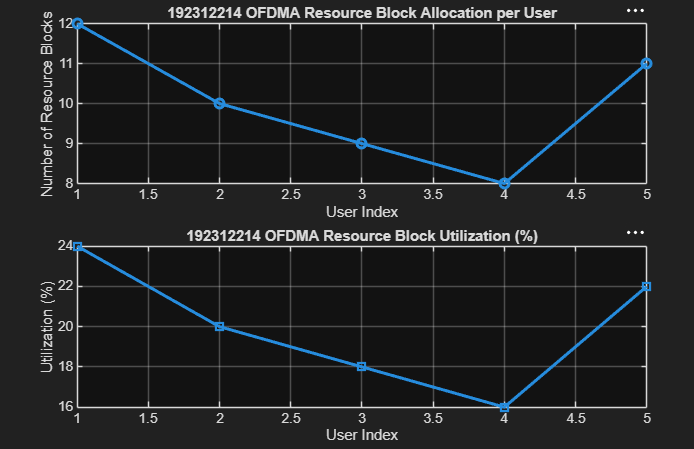 192312214 OFDMA Resource Block Allocation per User
Number of Resource Blocks
12
11
10
9
8
1 1.5 2 2.5 3 3.5 4 4.5 5
User Index
192312214 OFDMA Resource Block Utilization (%)
Utilization (%)
24
22
20
18
16
1 1.5 2 2.5 3 3.5 4 4.5 5
User Index